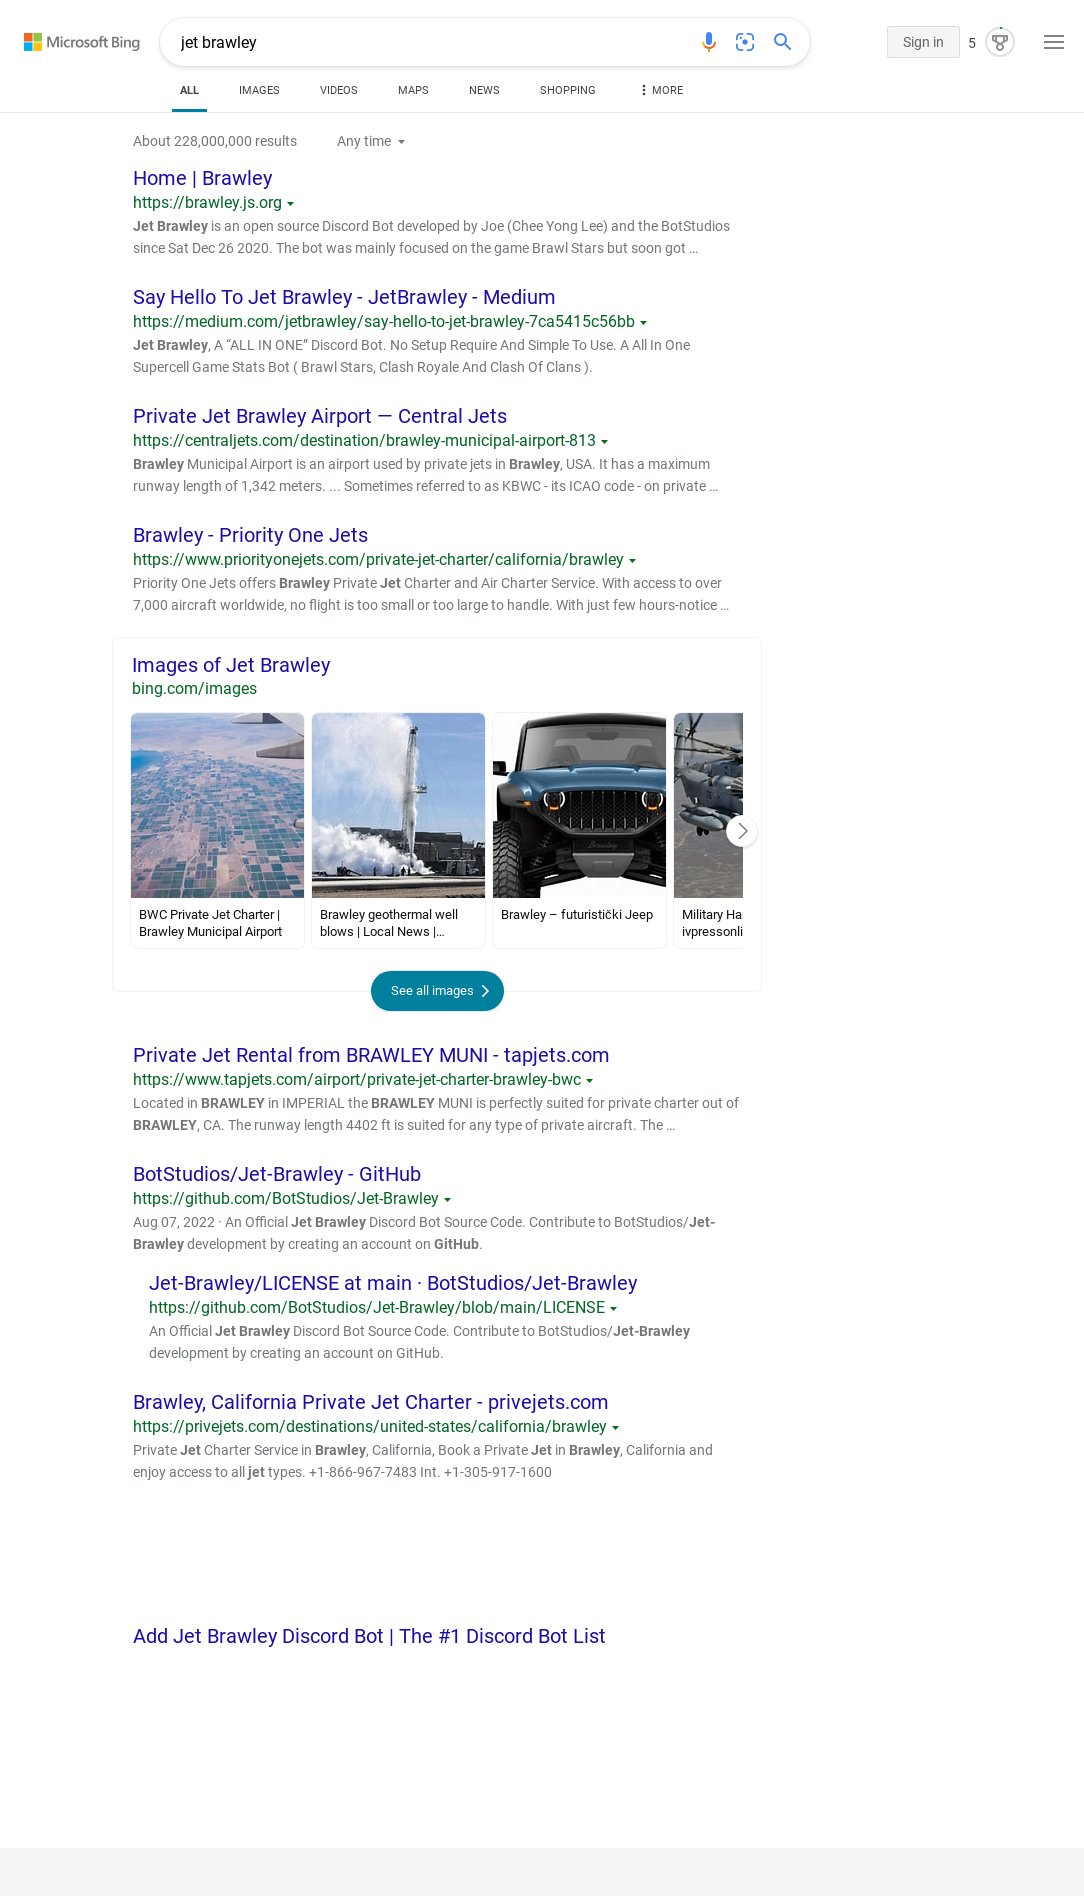 Microsoft Bing
jet brawley
Sign in
5
ALL
IMAGES
VIDEOS
MAPS
NEWS
SHOPPING
MORE
About 228,000,000 results
Any time
Home | Brawley
https://brawley.js.org
Jet Brawley is an open source Discord Bot developed by Joe (Chee Yong Lee) and the BotStudios
since Sat Dec 26 2020. The bot was mainly focused on the game Brawl Stars but soon got …
Say Hello To Jet Brawley - JetBrawley - Medium
https://medium.com/jetbrawley/say-hello-to-jet-brawley-7ca5415c56bb
Jet Brawley, A “ALL IN ONE” Discord Bot. No Setup Require And Simple To Use. A All In One
Supercell Game Stats Bot ( Brawl Stars, Clash Royale And Clash Of Clans ).
Private Jet Brawley Airport — Central Jets
https://centraljets.com/destination/brawley-municipal-airport-813
Brawley Municipal Airport is an airport used by private jets in Brawley, USA. It has a maximum
runway length of 1,342 meters. ... Sometimes referred to as KBWC - its ICAO code - on private …
Brawley - Priority One Jets
https://www.priorityonejets.com/private-jet-charter/california/brawley
Priority One Jets offers Brawley Private Jet Charter and Air Charter Service. With access to over
7,000 aircraft worldwide, no flight is too small or too large to handle. With just few hours-notice …
Images of Jet Brawley
bing.com/images
BWC Private Jet Charter |
Brawley Municipal Airport
Brawley geothermal well
blows | Local News |…
Brawley – futuristički Jeep
Military Ha
ivpressonli
See all images
Private Jet Rental from BRAWLEY MUNI - tapjets.com
https://www.tapjets.com/airport/private-jet-charter-brawley-bwc
Located in BRAWLEY in IMPERIAL the BRAWLEY MUNI is perfectly suited for private charter out of
BRAWLEY, CA. The runway length 4402 ft is suited for any type of private aircraft. The …
BotStudios/Jet-Brawley - GitHub
https://github.com/BotStudios/Jet-Brawley
Aug 07, 2022 · An Official Jet Brawley Discord Bot Source Code. Contribute to BotStudios/Jet-
Brawley development by creating an account on GitHub.
Jet-Brawley/LICENSE at main · BotStudios/Jet-Brawley
https://github.com/BotStudios/Jet-Brawley/blob/main/LICENSE
An Official Jet Brawley Discord Bot Source Code. Contribute to BotStudios/Jet-Brawley
development by creating an account on GitHub.
Brawley, California Private Jet Charter - privejets.com
https://privejets.com/destinations/united-states/california/brawley
Private Jet Charter Service in Brawley, California, Book a Private Jet in Brawley, California and
enjoy access to all jet types. +1-866-967-7483 Int. +1-305-917-1600
Add Jet Brawley Discord Bot | The #1 Discord Bot List